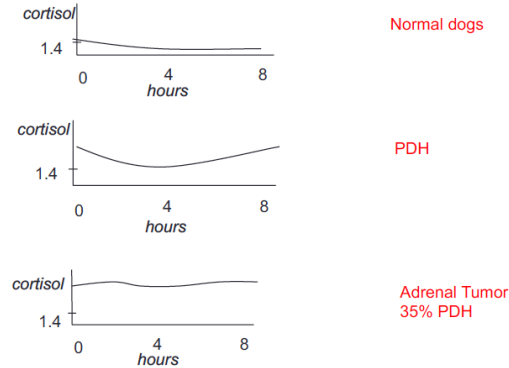 cortisol
Normal dogs
1.4
0 4 8
hours
cortisol
PDH
1.4
0 4 8
hours
cortisol
Adrenal Tumor
35% PDH
1.4
0 4 8
hours